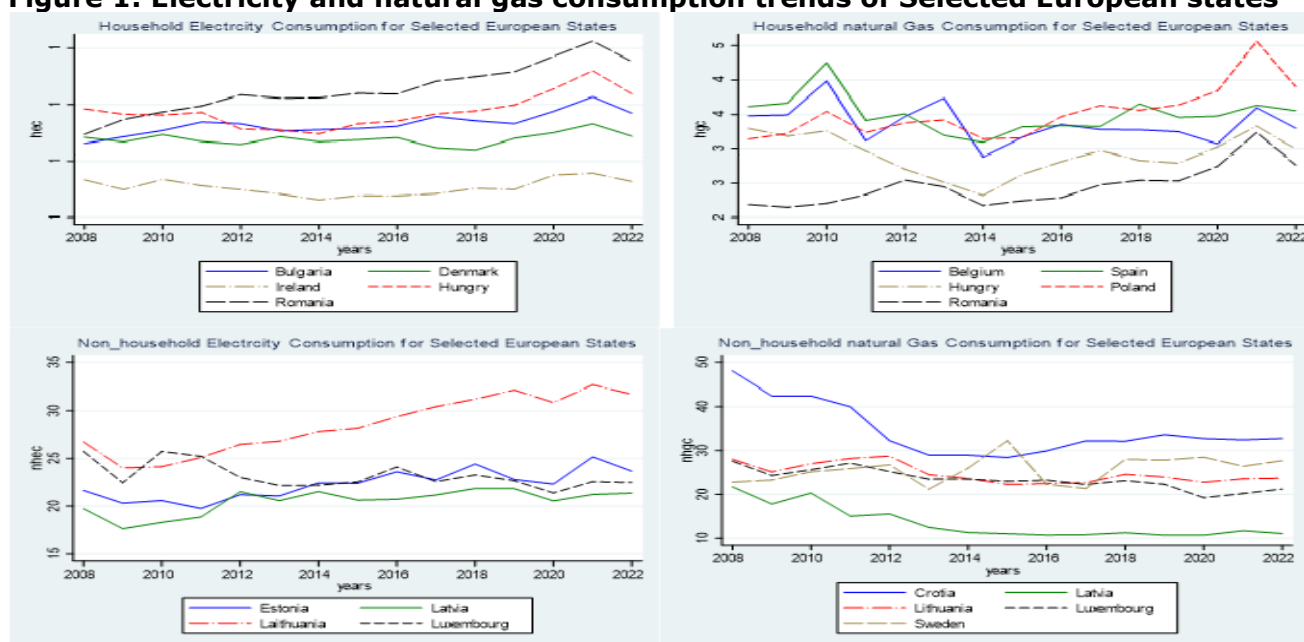 Figure 1: Electricity and natural gas consumption trends of Selected European states
Household Electrcity Consumption for Selected European States
hec
1
1
1
1
2008 2010 2012 2014 2016 2018 2020 2022
years
Bulgaria Denmark
Ireland Hungry
Romania
Household natural Gas Consumption for Selected European States
hgc
5
4
4
3
3
2
2008 2010 2012 2014 2016 2018 2020 2022
years
Belgium Spain
Hungry Poland
Romania
Non_household Electrcity Consumption for Selected European States
nhec
35
30
25
20
15
2008 2010 2012 2014 2016 2018 2020 2022
years
Estonia Latvia
Laithuania Luxembourg
Non_household natural Gas Consumption for Selected European States
nhgc
50
40
30
20
10
2008 2010 2012 2014 2016 2018 2020 2022
years
Crotia Latvia
Lithuania Luxembourg
Sweden